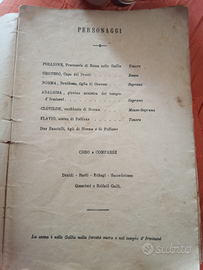 PERSONAGGI
POLLIONE, Proconsole di Roma nelle Gallie Tenore
OROVESO, Capo dei Druidi Basso
NORMA, Druidessa, figlia di Oroveso Soprano
ADALGISA, giovine ministra del tempio
d'Irminsul Soprano
CLOTILDE, confidente di Norma Mezzo-Soprano
FLAVIO, amico di Pollione Tenore
Due Fanciulli, figli di Norma e di Pollione
CORO e COMPARSE
Druidi - Bardi - Eubagi - Sacerdotesse
Guerrieri e Soldati Galli.
La scena è nelle Gallie nella foresta sacra e nel tempio d'Irminsul
subito